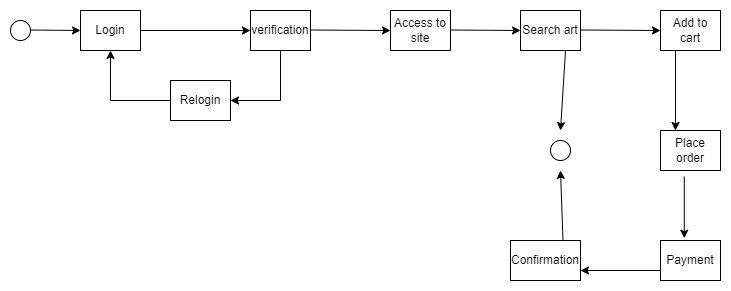 Login
verification
Access to
site
Search art
Add to
cart
Relogin
Place
order
Confirmation
Payment